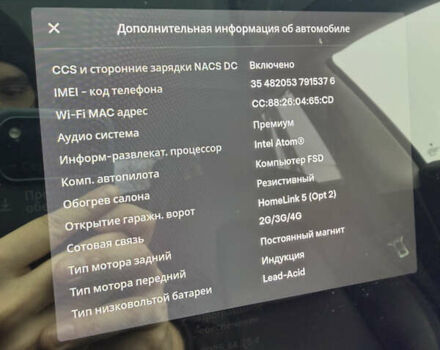 ✕ Дополнительная информация об автомобиле
CCS и сторонние зарядки NACS DC Включено
IMEI - код телефона 35 482053 791537 6
Wi-Fi MAC адрес CC:88:26:04:65:CD
Аудио система Премиум
Информ-развлекат. процессор Intel Atom®
Комп. автопилота Компьютер FSD
Обогрев салона Резистивный
Открытие гаражн. ворот HomeLink 5 (Opt 2)
Сотовая связь 2G/3G/4G
Тип мотора задний Постоянный магнит
Тип мотора передний Индукция
Тип низковольтой батареи Lead-Acid